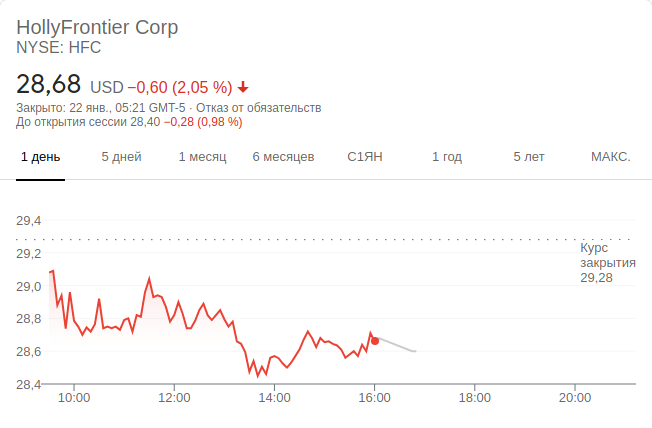 HollyFrontier Corp
NYSE: HFC
28,68 USD −0,60 (2,05 %)
Закрыто: 22 янв., 05:21 GMT-5 · Отказ от обязательств
До открытия сессии 28,40 −0,28 (0,98 %)
1 день 5 дней 1 месяц 6 месяцев С1ЯН 1 год 5 лет МАКС.
29,4
29,2
29,0
28,8
28,6
28,4
Курс
закрытия
29,28
10:00 12:00 14:00 16:00 18:00 20:00